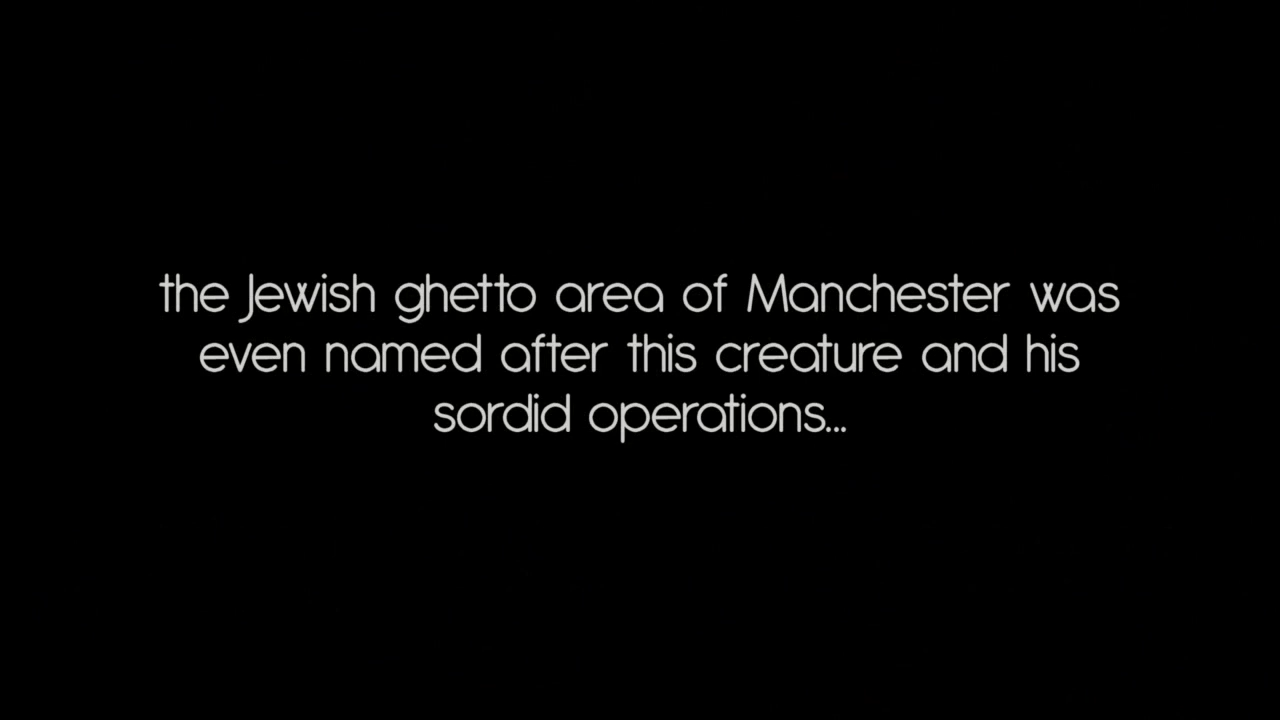 the Jewish ghetto area of Manchester was
even named after this creature and his
sordid operations...